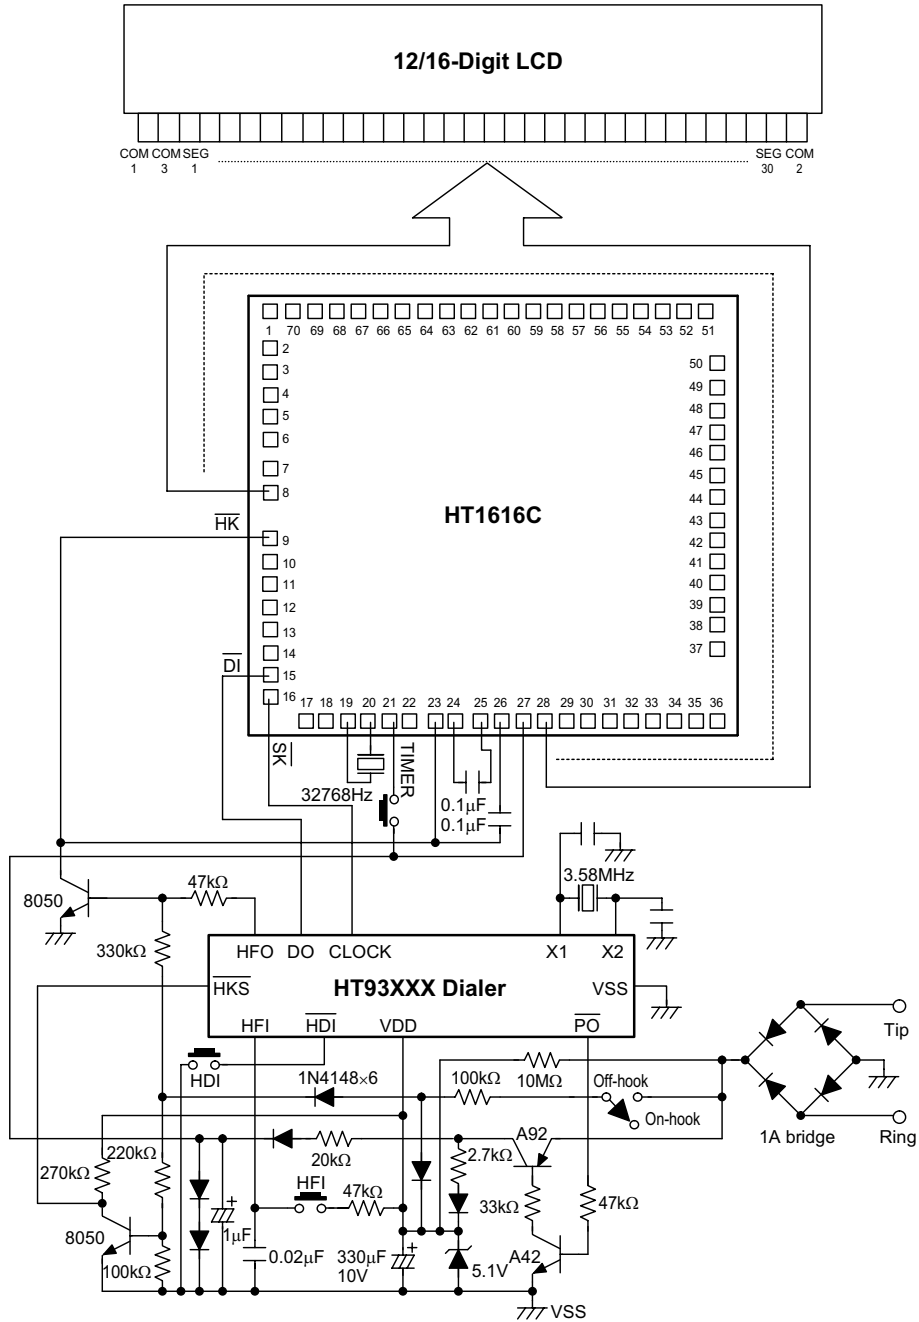 12/16-Digit LCD
COM COM SEG SEG COM
1 3 1 30 2
1 70 69 68 67 66 65 64 63 62 61 60 59 58 57 56 55 54 53 52 51
2
3
4
5
6
7
8
9
10
11
12
13
14
15
16
50
49
48
47
46
45
44
43
42
41
40
39
38
37
HT1616C
HK
DI
17 18 19 20 21 22 23 24 25 26 27 28 29 30 31 32 33 34 35 36
SK
TIMER
32768Hz
0.1µF
0.1µF
3.58MHz
8050
47kΩ
330kΩ
HFO DO CLOCK X1 X2
HKS HT93XXX Dialer VSS
HFI HDI VDD PO
HDI
1N4148×6
100kΩ
10MΩ
Off-hook
On-hook
Tip
1A bridge
Ring
A92
20kΩ
2.7kΩ
270kΩ
220kΩ
HFI
47kΩ
33kΩ
47kΩ
8050
1µF
100kΩ
0.02µF
330µF
10V
5.1V
A42
VSS